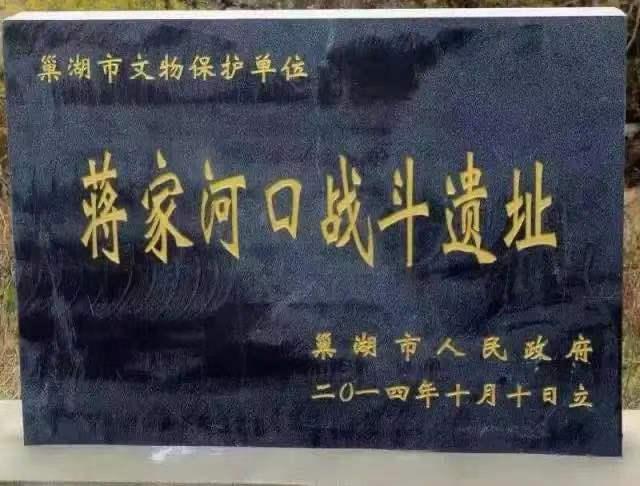 巢湖市文物保护单位
蒋家河口战斗遗址
巢湖市人民政府
二〇一四年十月十日立